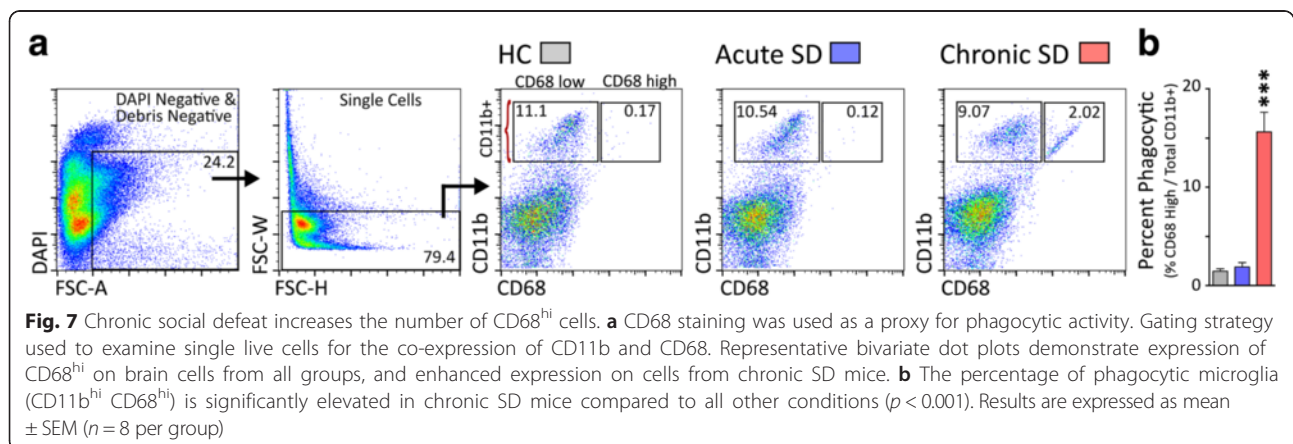 a
HC
Acute SD
Chronic SD
b
DAPI Negative &
Debris Negative
24.2
DAPI
FSC-A
Single Cells
79.4
FSC-W
FSC-H
CD68 low
CD68 high
CD11b+
11.1
0.17
CD11b
CD68
10.54
0.12
CD11b
CD68
9.07
2.02
CD11b
CD68
Percent Phagocytic
(% CD68 High / Total CD11b+)
20
10
0
***
Fig. 7 Chronic social defeat increases the number of CD68hi cells. a CD68 staining was used as a proxy for phagocytic activity. Gating strategy
used to examine single live cells for the co-expression of CD11b and CD68. Representative bivariate dot plots demonstrate expression of
CD68hi on brain cells from all groups, and enhanced expression on cells from chronic SD mice. b The percentage of phagocytic microglia
(CD11bhi CD68hi) is significantly elevated in chronic SD mice compared to all other conditions (p < 0.001). Results are expressed as mean
± SEM (n = 8 per group)